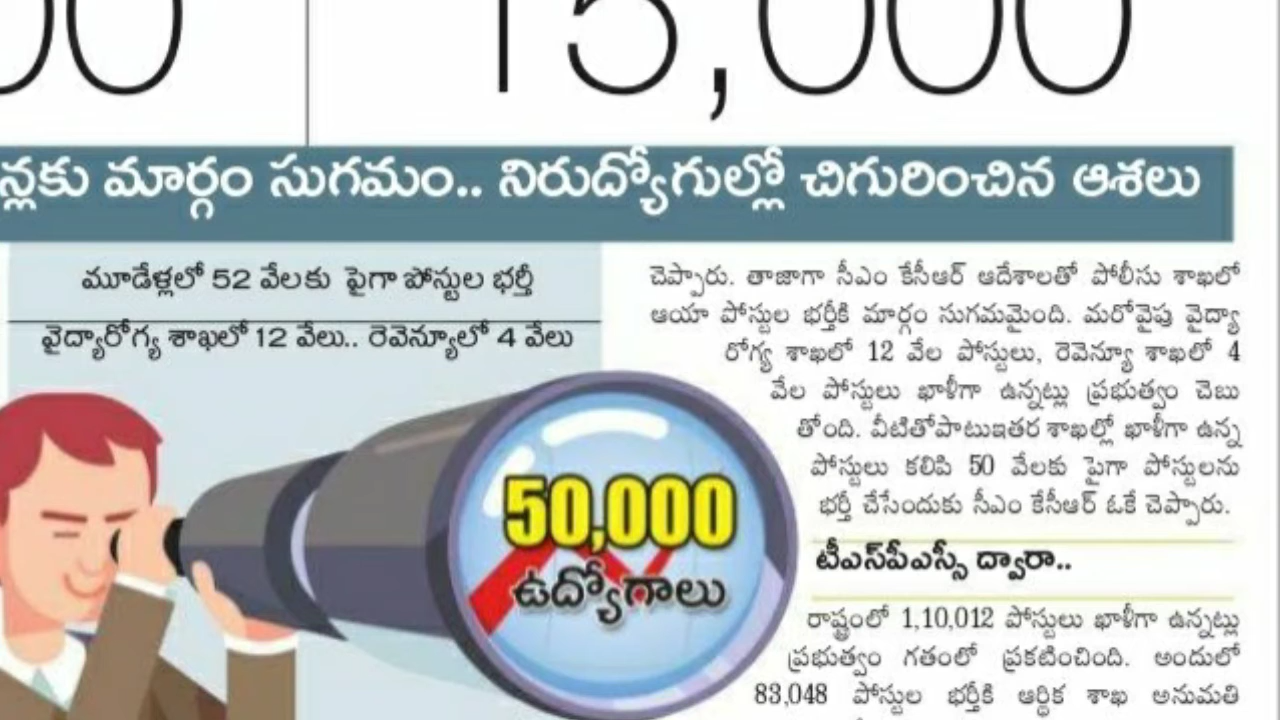 15,000
మార్గం సుగమం.. నిరుద్యోగుల్లో చిగురించిన ఆశలు
మూడేళ్లలో 52 వేలకు పైగా పోస్టుల భర్తీ
వైద్యారోగ్య శాఖలో 12 వేలు.. రెవెన్యూలో 4 వేలు
50,000
ఉద్యోగాలు
చెప్పారు. తాజాగా సీఎం కేసీఆర్ ఆదేశాలతో పోలీసు శాఖలో
ఆయా పోస్టుల భర్తీకి మార్గం సుగమమైంది. మరోవైపు వైద్యా
రోగ్య శాఖలో 12 వేల పోస్టులు, రెవెన్యూ శాఖలో 4
వేల పోస్టులు ఖాళీగా ఉన్నట్లు ప్రభుత్వం చెబు
తోంది. వీటితోపాటుఇతర శాఖల్లో ఖాళీగా ఉన్న
పోస్టులు కలిపి 50 వేలకు పైగా పోస్టులను
భర్తీ చేసేందుకు సీఎం కేసీఆర్ ఓకే చెప్పారు.
టీఎస్‌పీఎస్సీ ద్వారా..
రాష్ట్రంలో 1,10,012 పోస్టులు ఖాళీగా ఉన్నట్లు
ప్రభుత్వం గతంలో ప్రకటించింది. అందులో
83,048 పోస్టుల భర్తీకి ఆర్థిక శాఖ అనుమతి